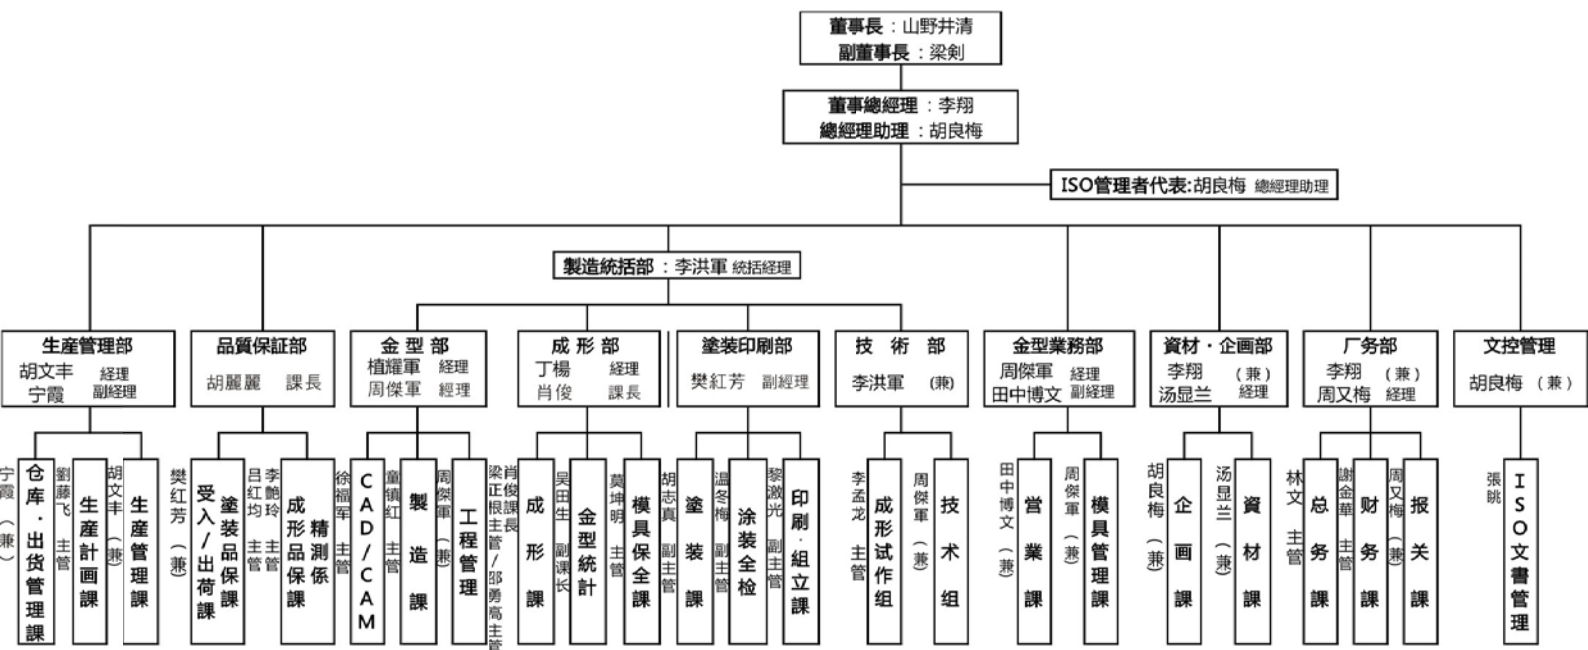 董事長：山野井清
副董事長：梁剣
董事總經理：李翔
總經理助理：胡良梅
ISO管理者代表:胡良梅 總經理助理
製造統括部：李洪軍 統括経理
生産管理部
胡文丰 経理
宁霞 副経理
品質保証部
胡麗麗 課長
金型部
植耀軍 経理
周傑軍 經理
成形部
丁楊 経理
肖俊 課長
塗装印刷部
樊紅芳 副經理
技術部
李洪軍 (兼)
金型業務部
周傑軍 经理
田中博文 副經理
資材・企画部
李翔 (兼)
汤显兰 经理
厂务部
李翔 (兼)
周又梅 经理
文控管理
胡良梅 (兼)
宁霞（兼）
仓库．出货管理課
劉藤飞 主管
生産計画課
胡文丰（兼）
生産管理課
樊红芳（兼）
塗装品保課
受入/出荷課
吕红均 主管
李艶玲 主管
精測係
成形品保課
徐福军 主管
CAD/CAM
童镇红 主管
製造課
周傑軍（兼）
工程管理
梁正根主管/邵勇高主管
肖俊課長
成形課
吴田生 副课长
金型統計
莫坤明 主管
模具保全課
胡志真 副主管
塗装課
温冬梅 副主管
涂装全检
黎激光 副主管
印刷．組立課
李孟龙 主管
成形试作组
周傑軍（兼）
技术组
田中博文（兼）
営業課
周傑軍（兼）
模具管理課
胡良梅（兼）
企画課
汤显兰（兼）
資材課
林文 主管
总务課
謝金華 主管
财务課
周又梅（兼）
报关課
張眺
ISO文書管理